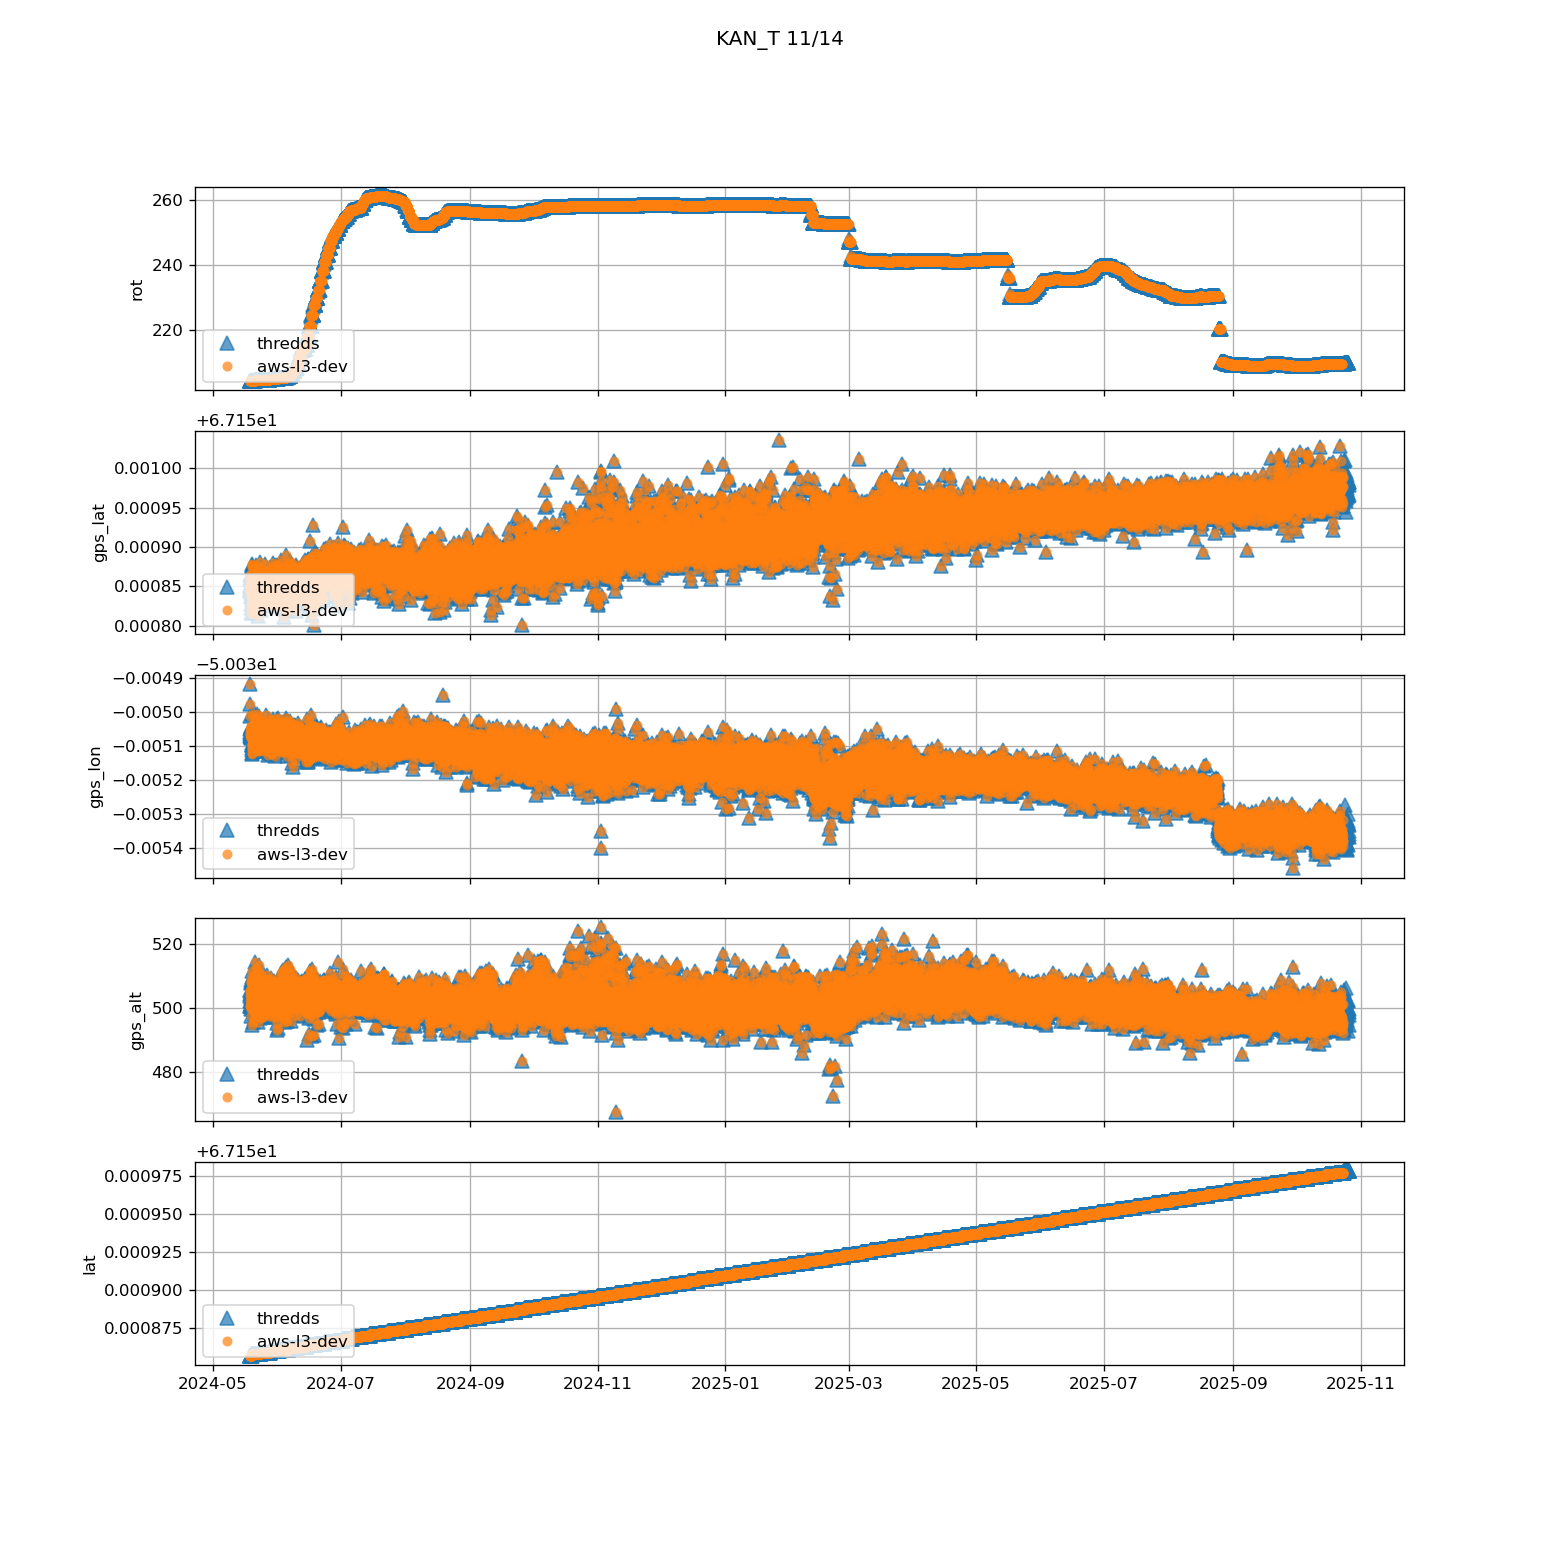 KAN_T 11/14
260
240
220
rot
thredds
aws-l3-dev
+6.715e1
0.00100
0.00095
0.00090
0.00085
0.00080
gps_lat
thredds
aws-l3-dev
−5.003e1
−0.0049
−0.0050
−0.0051
−0.0052
−0.0053
−0.0054
gps_lon
thredds
aws-l3-dev
520
500
480
gps_alt
thredds
aws-l3-dev
+6.715e1
0.000975
0.000950
0.000925
0.000900
0.000875
lat
thredds
aws-l3-dev
2024-05 2024-07 2024-09 2024-11 2025-01 2025-03 2025-05 2025-07 2025-09 2025-11